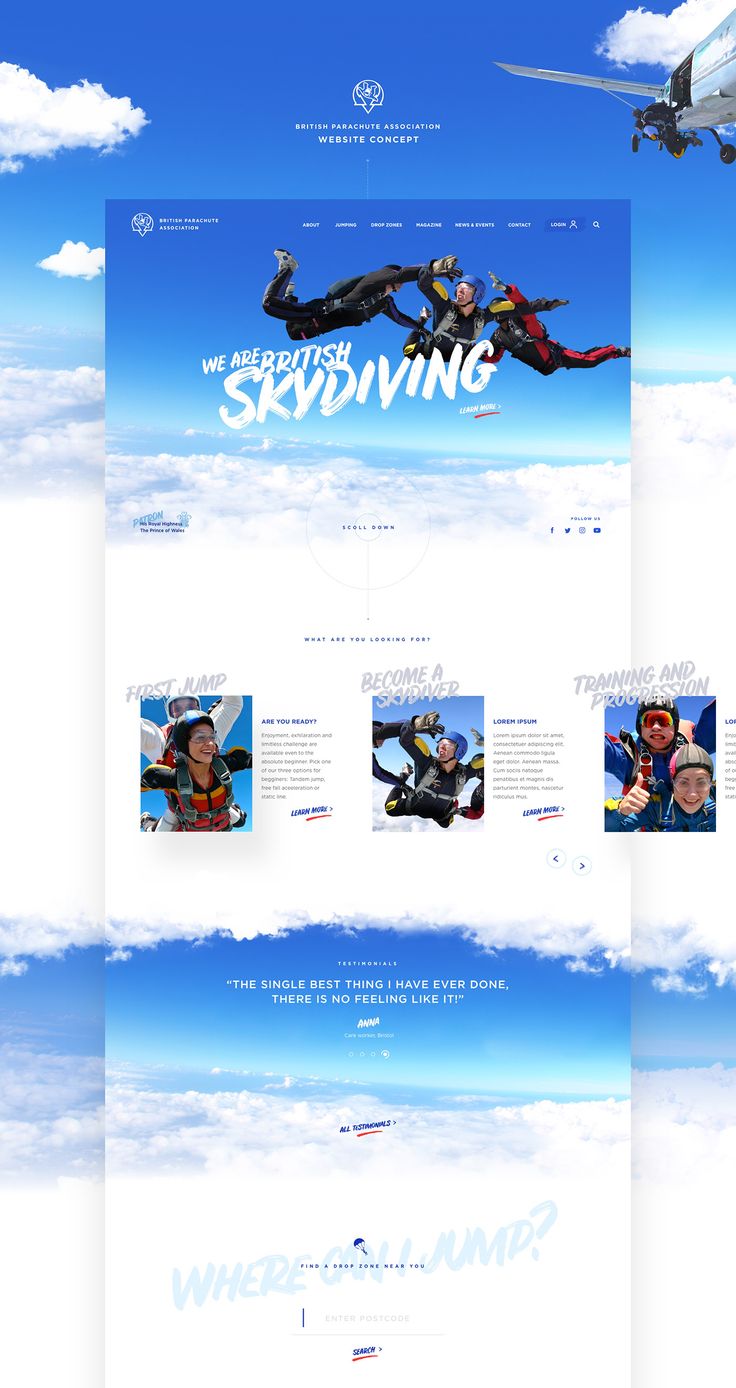 BRITISH PARACHUTE ASSOCIATION
WEBSITE CONCEPT
BRITISH PARACHUTE
ASSOCIATION
ABOUT JUMPING DROP ZONES MAGAZINE NEWS & EVENTS CONTACT LOGIN
WE ARE BRITISH
SKYDIVING
LEARN MORE >
PATRON
His Royal Highness
The Prince of Wales
SCOLL DOWN
FOLLOW US
WHAT ARE YOU LOOKING FOR?
FIRST JUMP
ARE YOU READY?
Enjoyment, exhilaration and
limitless challenge are
available even to the
absolute beginner. Pick one
of our three options for
begginers: Tandem jump,
free fall acceleration or
static line.
LEARN MORE >
BECOME A
SKYDIVER
LOREM IPSUM
Lorem ipsum dolor sit amet,
consectetuer adipiscing elit.
Aenean commodo ligula
eget dolor. Aenean massa.
Cum sociis natoque
penatibus et magnis dis
parturient montes, nascetur
ridiculus mus.
LEARN MORE >
TRAINING AND
PROGRESSION
TESTIMONIALS
“THE SINGLE BEST THING I HAVE EVER DONE,
THERE IS NO FEELING LIKE IT!”
ANNA
Care worker, Bristol
ALL TESTIMONIALS >
WHERE CAN I JUMP?
FIND A DROP ZONE NEAR YOU
ENTER POSTCODE
SEARCH >